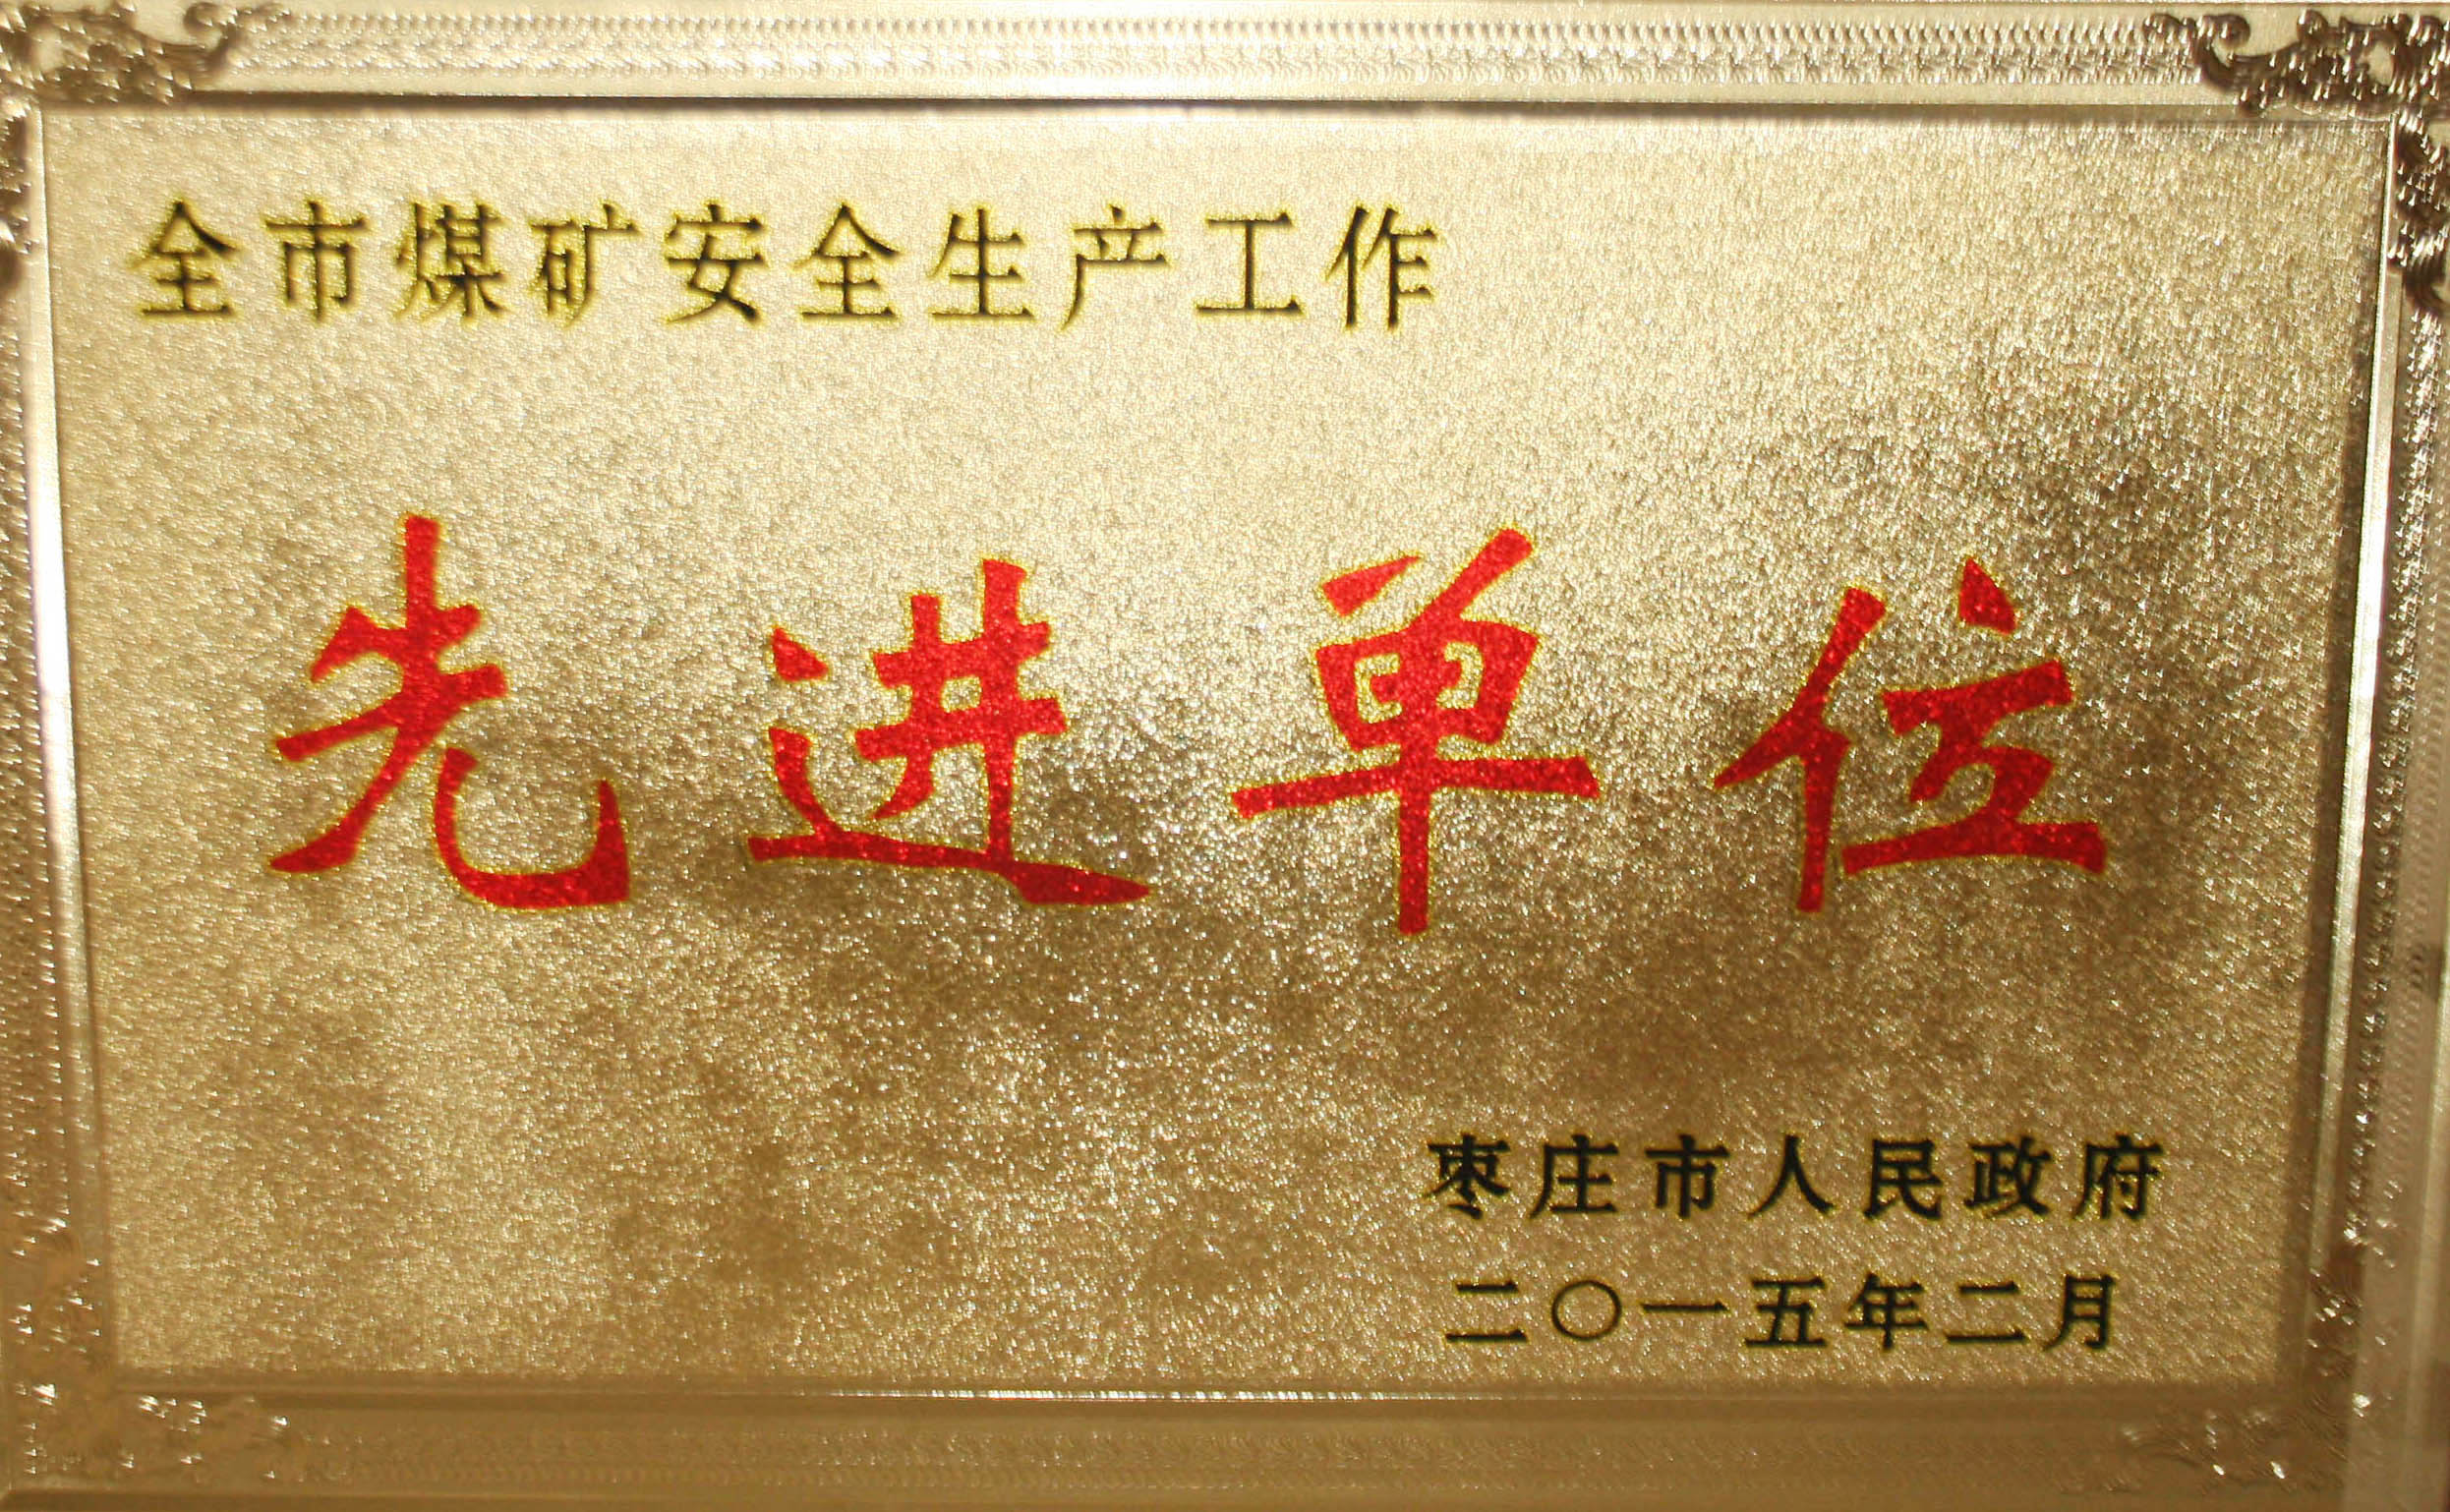 全市煤矿安全生产工作
先进单位
枣庄市人民政府
二〇一五年二月